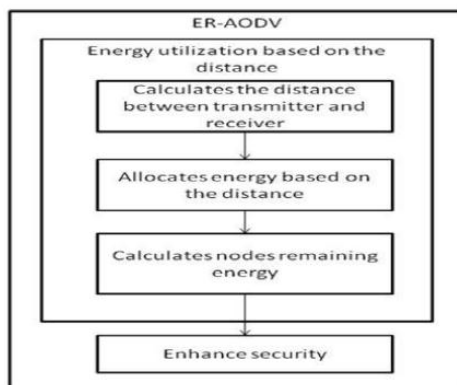 ER-AODV
Energy utilization based on the
distance
Calculates the distance
between transmitter and
receiver
Allocates energy based on
the distance
Calculates nodes remaining
energy
Enhance security